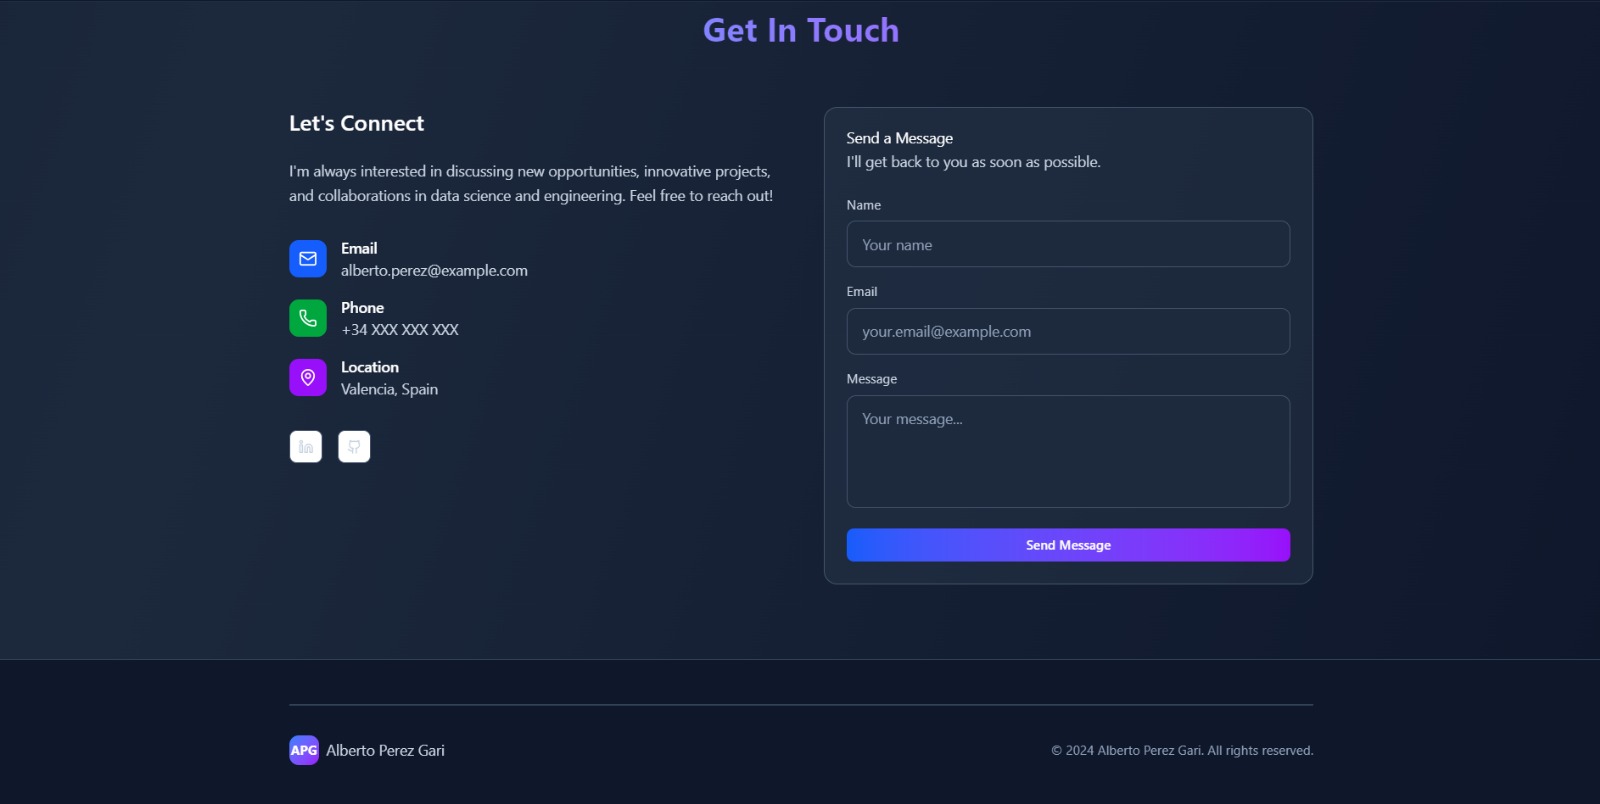 Get In Touch
Let's Connect
I'm always interested in discussing new opportunities, innovative projects,
and collaborations in data science and engineering. Feel free to reach out!
Email
alberto.perez@example.com
Phone
+34 XXX XXX XXX
Location
Valencia, Spain
in
Send a Message
I'll get back to you as soon as possible.
Name
Your name
Email
your.email@example.com
Message
Your message...
Send Message
APG Alberto Perez Gari
© 2024 Alberto Perez Gari. All rights reserved.